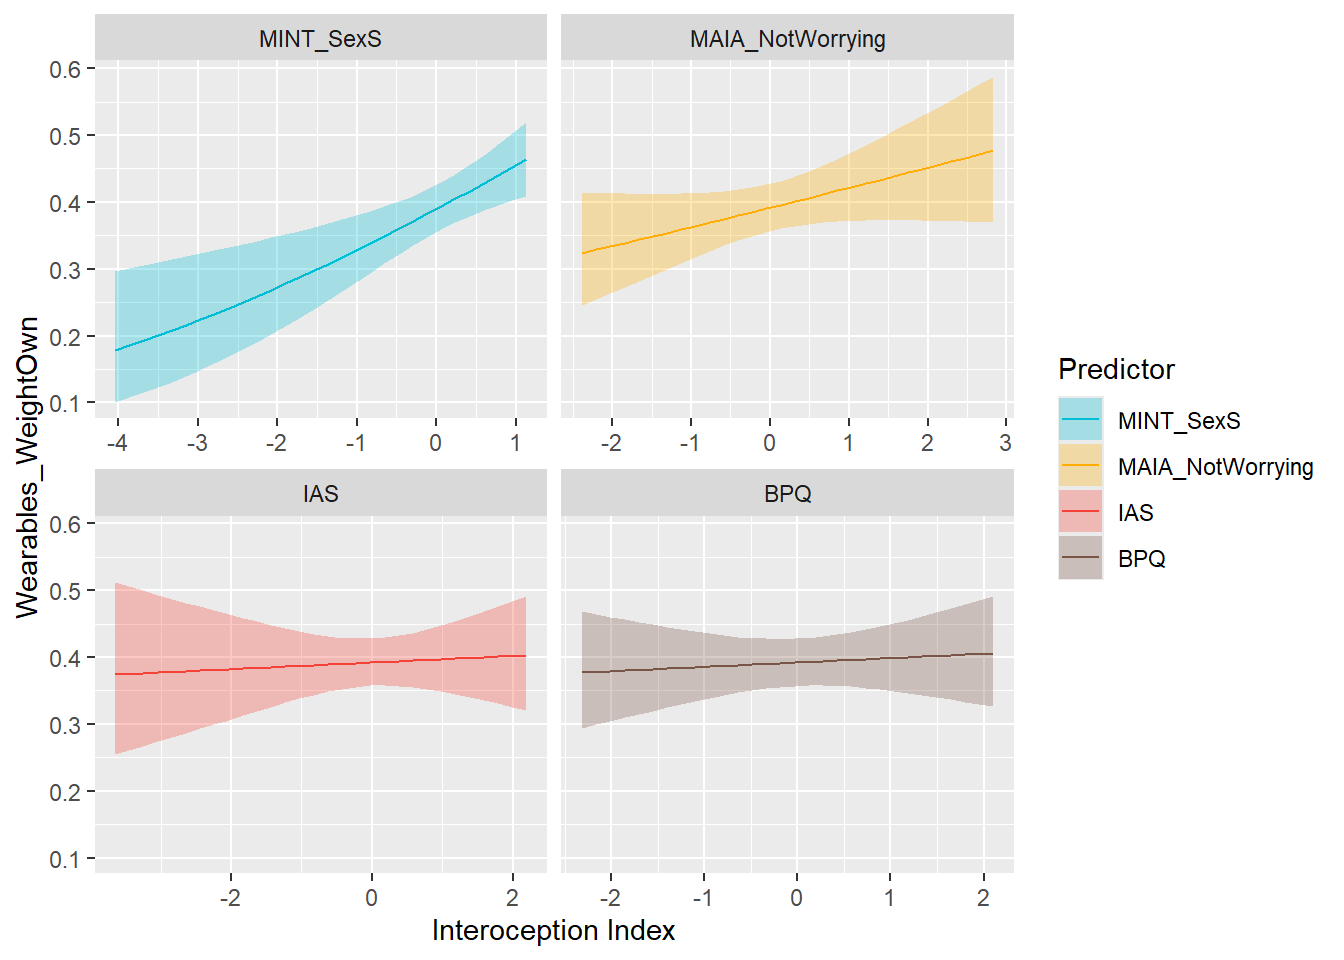 MINT_SexS
MAIA_NotWorrying
0.6
0.5
0.4
0.3
0.2
0.1
-4 -3 -2 -1 0 1
-2 -1 0 1 2 3
IAS
BPQ
0.6
0.5
0.4
0.3
0.2
0.1
-2 0 2
-2 -1 0 1 2
Wearables_WeightOwn
Interoception Index
Predictor
MINT_SexS
MAIA_NotWorrying
IAS
BPQ